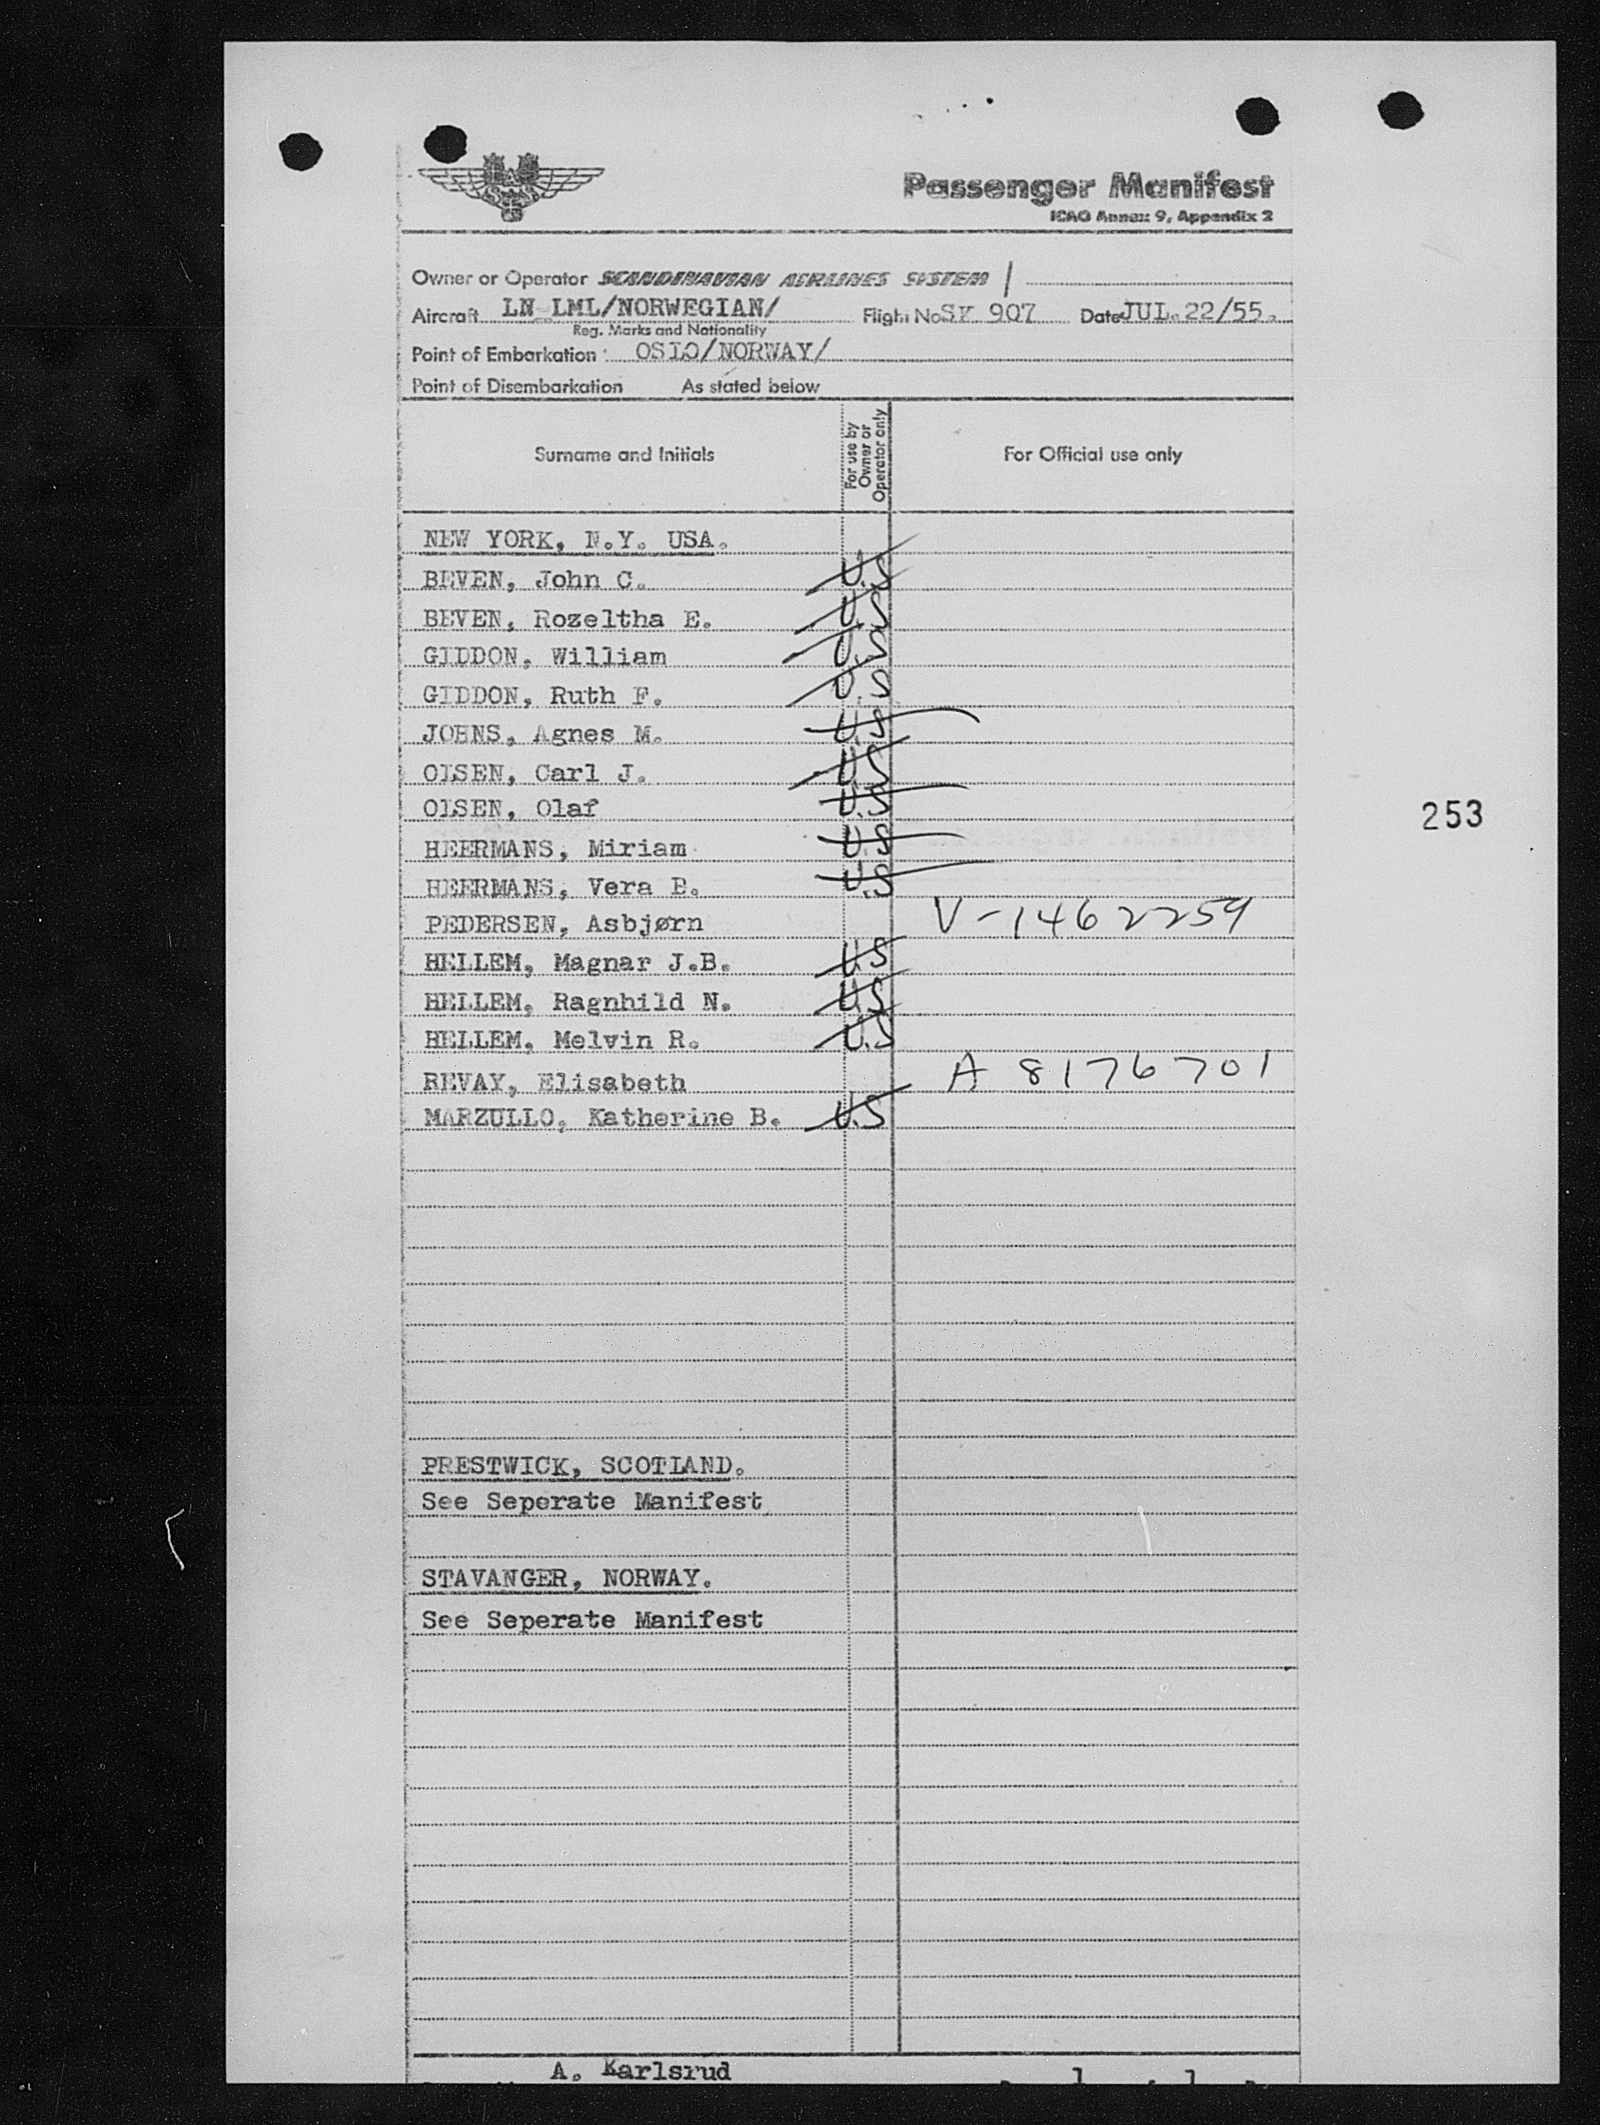 Passenger Manifest
ICAO Annex 9, Appendix 2
Owner or Operator SCANDINAVIAN AIRLINES SYSTEM
Aircraft LN-LML/NORWEGIAN/ Flight No SK 907 Date JUL. 22/55.
Reg. Marks and Nationality
Point of Embarkation: OSLO/NORWAY/
Point of Disembarkation As stated below
Surname and Initials For use by Owner or Operator only For Official use only
NEW YORK, N.Y. USA.
BEVEN, John C. U.S
BEVEN, Rozeltha E. U.S
GIDDON, William U.S
GIDDON, Ruth F. U.S
JOHNS, Agnes M. U.S
OLSEN, Carl J. U.S
OLSEN, Olaf U.S
253
HEERMANS, Miriam U.S
HEERMANS, Vera B. U.S
PEDERSEN, Asbjørn V-1462259
HELLEM, Magnar J.B. U.S
HELLEM, Ragnhild N. U.S
HELLEM, Melvin R. U.S
REVAY, Elisabeth A 8176701
MARZULLO, Katherine B. U.S
PRESTWICK, SCOTLAND.
See Seperate Manifest
STAVANGER, NORWAY.
See Seperate Manifest
A. Karlsrud